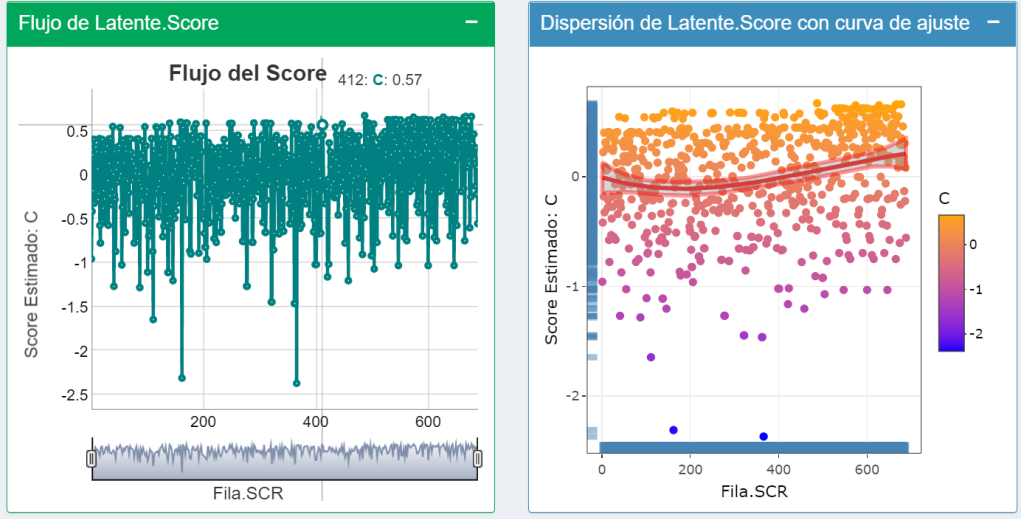 Flujo de Latente.Score −
Flujo del Score
412: C: 0.57
Score Estimado: C
0.5
0
-0.5
-1
-1.5
-2
-2.5
200
400
600
Fila.SCR
Dispersión de Latente.Score con curva de ajuste −
Score Estimado: C
0
-1
-2
0
200
400
600
Fila.SCR
C
0
-1
-2